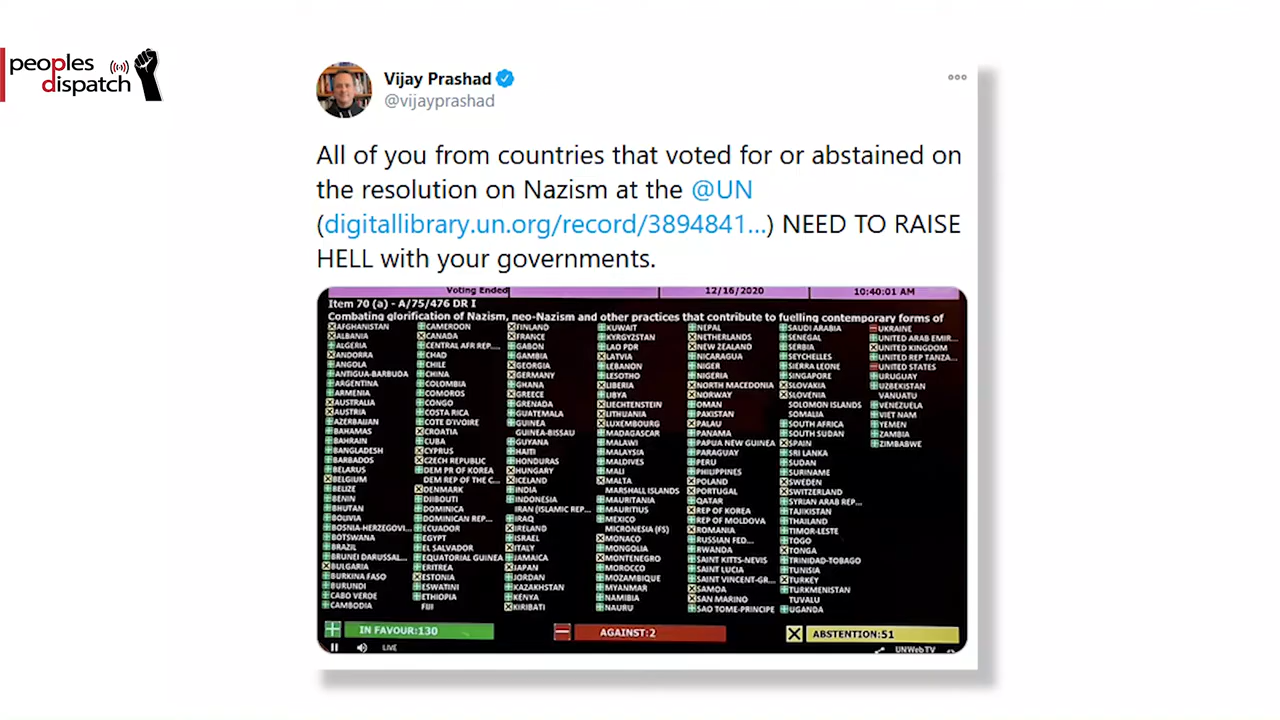 peoples
dispatch
Vijay Prashad
@vijayprashad
All of you from countries that voted for or abstained on
the resolution on Nazism at the @UN
(digitallibrary.un.org/record/3894841...) NEED TO RAISE
HELL with your governments.
Voting Ended 12/16/2020 10:40:01 AM
Item 70 (a) - A/75/476 DR I
Combating glorification of Nazism, neo-Nazism and other practices that contribute to fuelling contemporary forms of
AFGHANISTAN
ALBANIA
ALGERIA
ANDORRA
ANGOLA
ANTIGUA-BARBUDA
ARGENTINA
ARMENIA
AUSTRALIA
AUSTRIA
AZERBAIJAN
BAHAMAS
BAHRAIN
BANGLADESH
BARBADOS
BELARUS
BELGIUM
BELIZE
BENIN
BHUTAN
BOLIVIA
BOSNIA-HERZEGOVI...
BOTSWANA
BRAZIL
BRUNEI DARUSSAL...
BULGARIA
BURKINA FASO
BURUNDI
CABO VERDE
CAMBODIA
CAMEROON
CANADA
CENTRAL AFR REP...
CHAD
CHILE
CHINA
COLOMBIA
COMOROS
CONGO
COSTA RICA
COTE D'IVOIRE
CROATIA
CUBA
CYPRUS
CZECH REPUBLIC
DEM PR OF KOREA
DEM REP OF THE C...
DENMARK
DJIBOUTI
DOMINICA
DOMINICAN REP...
ECUADOR
EGYPT
EL SALVADOR
EQUATORIAL GUINEA
ERITREA
ESTONIA
ESWATINI
ETHIOPIA
FIJI
FINLAND
FRANCE
GABON
GAMBIA
GEORGIA
GERMANY
GHANA
GREECE
GRENADA
GUATEMALA
GUINEA
GUINEA-BISSAU
GUYANA
HAITI
HONDURAS
HUNGARY
ICELAND
INDIA
INDONESIA
IRAN (ISLAMIC REP...
IRAQ
IRELAND
ISRAEL
ITALY
JAMAICA
JAPAN
JORDAN
KAZAKHSTAN
KENYA
KIRIBATI
KUWAIT
KYRGYZSTAN
LAO PDR
LATVIA
LEBANON
LESOTHO
LIBERIA
LIBYA
LIECHTENSTEIN
LITHUANIA
LUXEMBOURG
MADAGASCAR
MALAWI
MALAYSIA
MALDIVES
MALI
MALTA
MARSHALL ISLANDS
MAURITANIA
MAURITIUS
MEXICO
MICRONESIA (FS)
MONACO
MONGOLIA
MONTENEGRO
MOROCCO
MOZAMBIQUE
MYANMAR
NAMIBIA
NAURU
NEPAL
NETHERLANDS
NEW ZEALAND
NICARAGUA
NIGER
NIGERIA
NORTH MACEDONIA
NORWAY
OMAN
PAKISTAN
PALAU
PANAMA
PAPUA NEW GUINEA
PARAGUAY
PERU
PHILIPPINES
POLAND
PORTUGAL
QATAR
REP OF KOREA
REP OF MOLDOVA
ROMANIA
RUSSIAN FED...
RWANDA
SAINT KITTS-NEVIS
SAINT LUCIA
SAINT VINCENT-GR...
SAMOA
SAN MARINO
SAO TOME-PRINCIPE
SAUDI ARABIA
SENEGAL
SERBIA
SEYCHELLES
SIERRA LEONE
SINGAPORE
SLOVAKIA
SLOVENIA
SOLOMON ISLANDS
SOMALIA
SOUTH AFRICA
SOUTH SUDAN
SPAIN
SRI LANKA
SUDAN
SURINAME
SWEDEN
SWITZERLAND
SYRIAN ARAB REP...
TAJIKISTAN
THAILAND
TIMOR-LESTE
TOGO
TONGA
TRINIDAD-TOBAGO
TUNISIA
TURKEY
TURKMENISTAN
TUVALU
UGANDA
UKRAINE
UNITED ARAB EMIR...
UNITED KINGDOM
UNITED REP TANZA...
UNITED STATES
URUGUAY
UZBEKISTAN
VANUATU
VENEZUELA
VIET NAM
YEMEN
ZAMBIA
ZIMBABWE
IN FAVOUR:130 AGAINST:2 ABSTENTION:51
LIVE UNWebTV